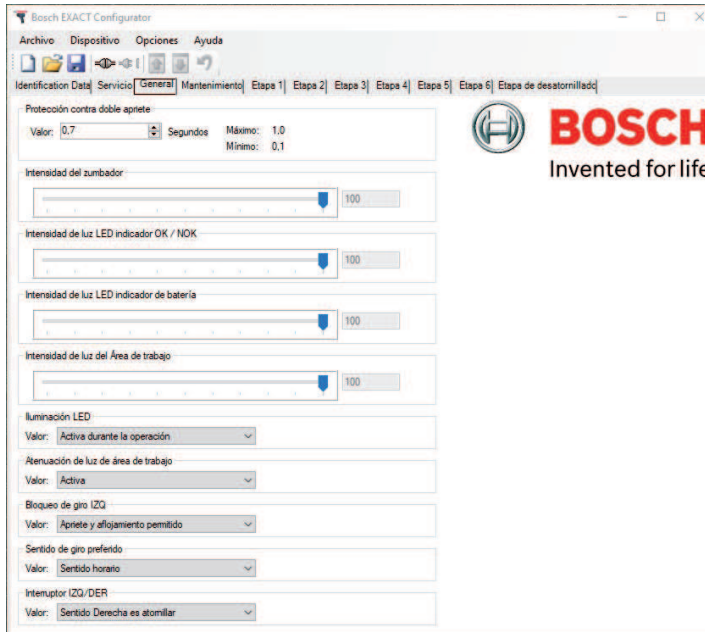 Bosch EXACT Configurator
Archivo Dispositivo Opciones Ayuda
Identification Data Servicio General Mantenimiento Etapa 1 Etapa 2 Etapa 3 Etapa 4 Etapa 5 Etapa 6 Etapa de desatornillado
Protección contra doble apriete
Valor: 0,7 Segundos Máximo: 1,0
Mínimo: 0,1
BOSCH
Invented for life
Intensidad del zumbador
100
Intensidad de luz LED indicador OK / NOK
100
Intensidad de luz LED indicador de batería
100
Intensidad de luz del Área de trabajo
100
Iluminación LED
Valor: Activa durante la operación
Atenuación de luz de área de trabajo
Valor: Activa
Bloqueo de giro IZQ
Valor: Apriete y aflojamiento permitido
Sentido de giro preferido
Valor: Sentido horario
Interruptor IZQ/DER
Valor: Sentido Derecha es atornillar